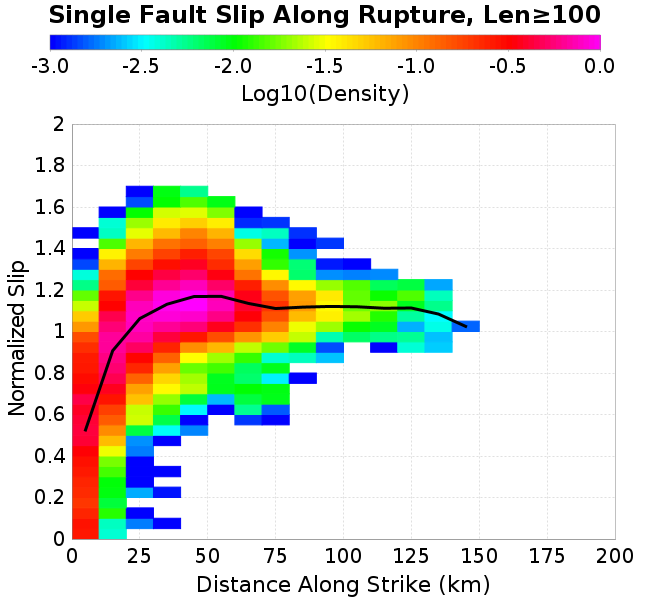 Single Fault Slip Along Rupture, Len≥100
-3.0 -2.5 -2.0 -1.5 -1.0 -0.5 0.0
Log10(Density)
2
1.8
1.6
1.4
1.2
1
0.8
0.6
0.4
0.2
0
Normalized Slip
0 25 50 75 100 125 150 175 200
Distance Along Strike (km)